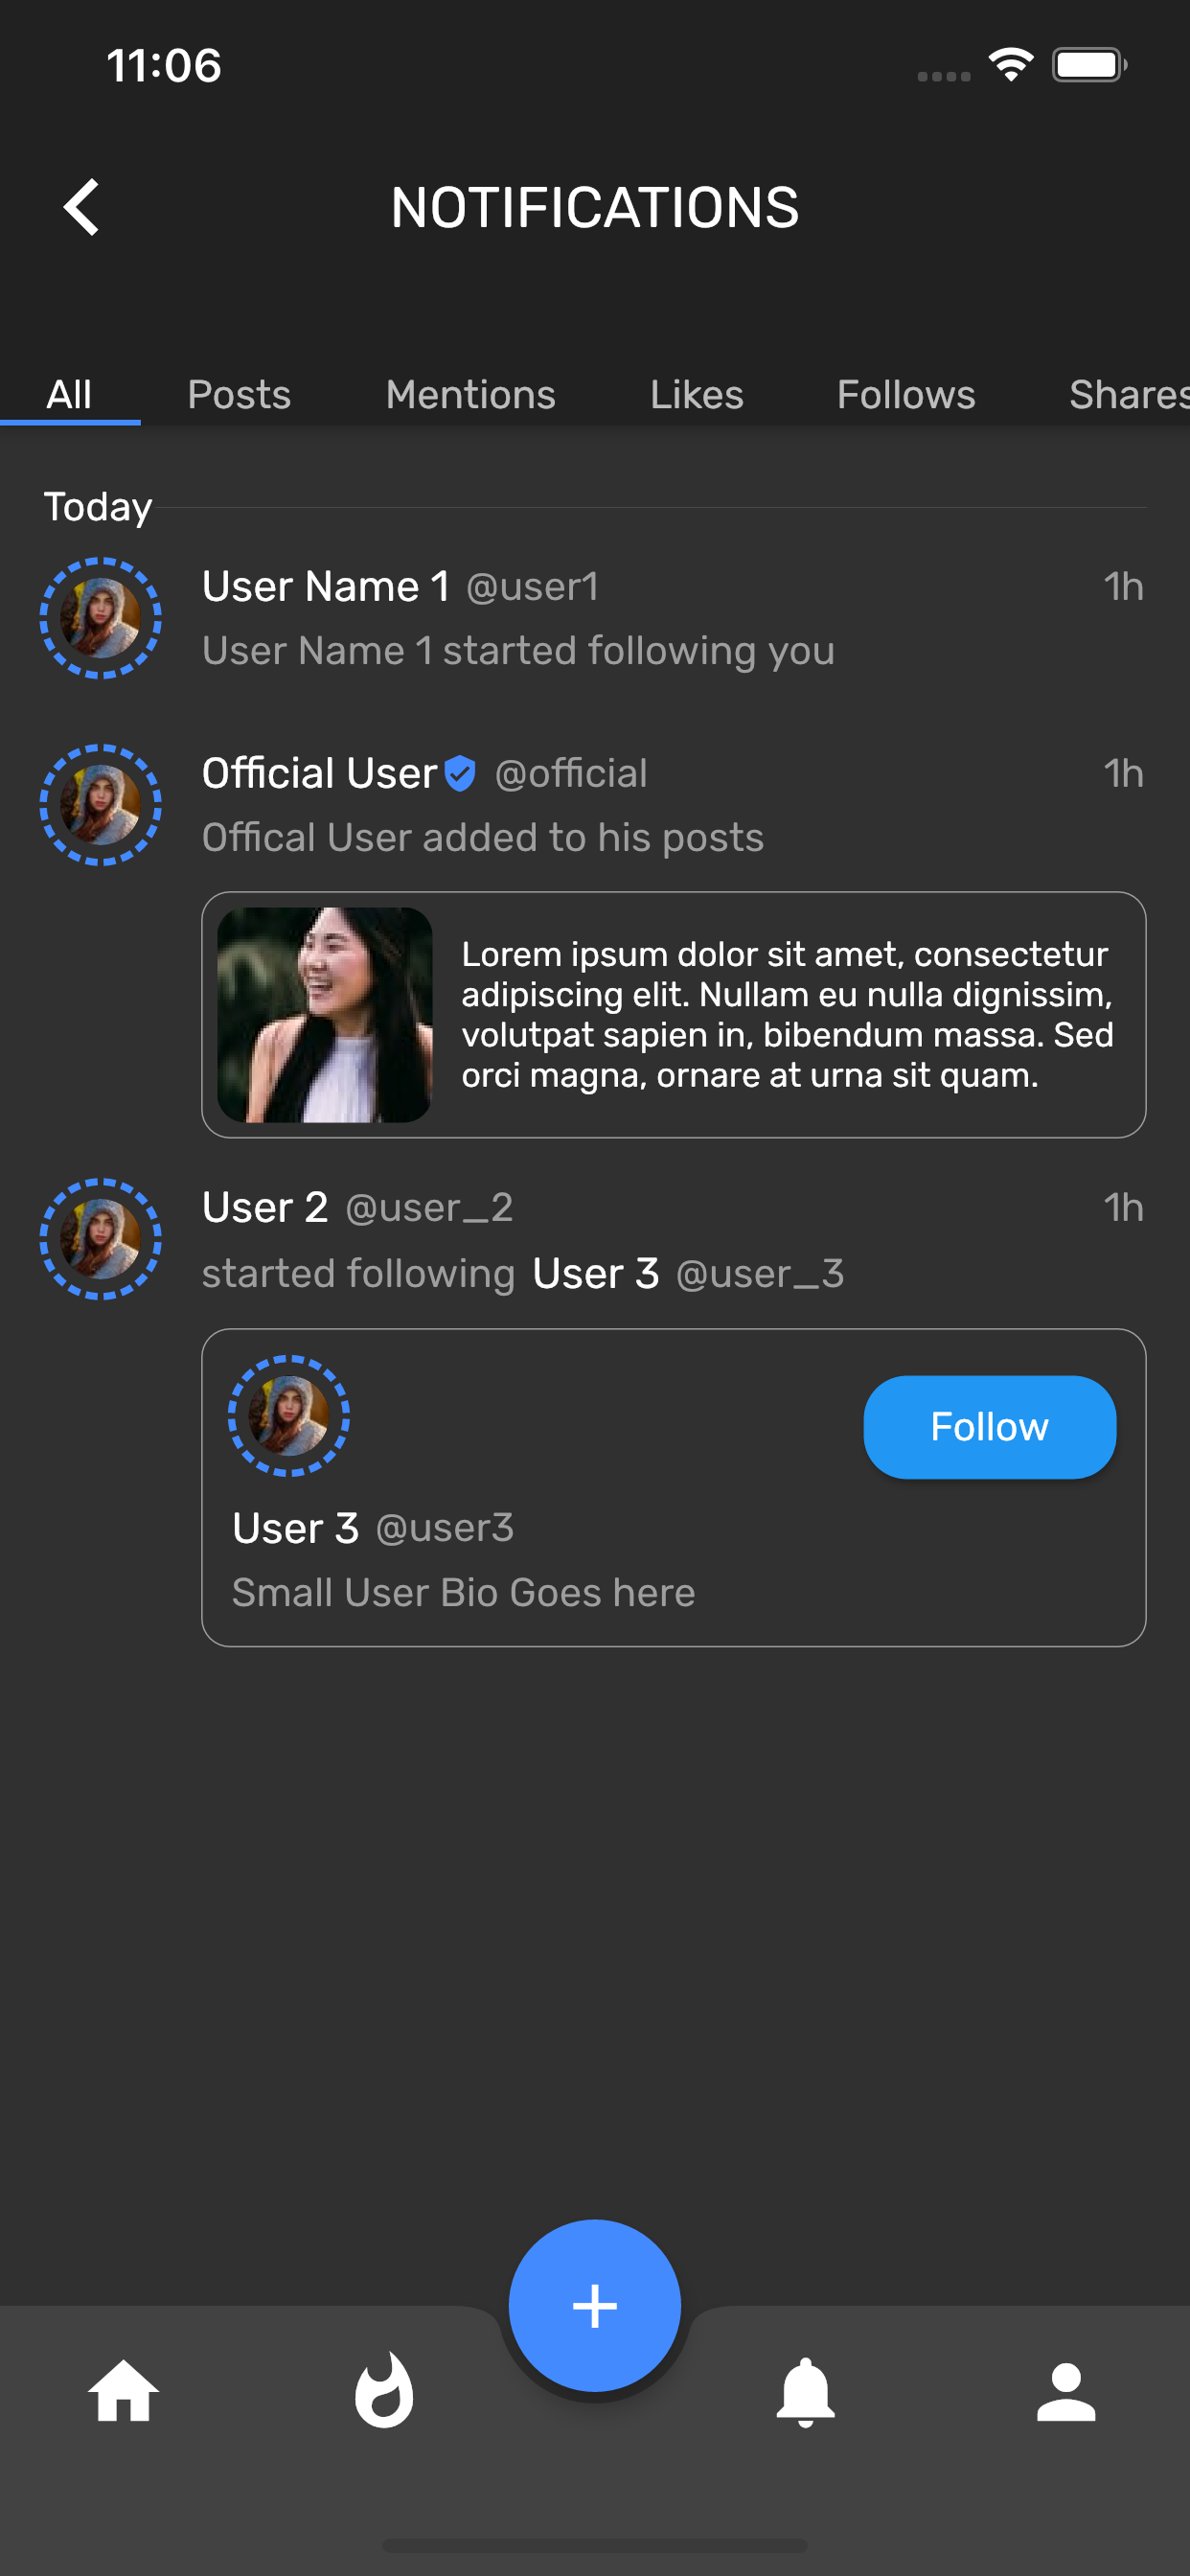 11:06
NOTIFICATIONS
All Posts Mentions Likes Follows Shares
Today
User Name 1 @user1 1h
User Name 1 started following you
Official User @official 1h
Offical User added to his posts
Lorem ipsum dolor sit amet, consectetur
adipiscing elit. Nullam eu nulla dignissim,
volutpat sapien in, bibendum massa. Sed
orci magna, ornare at urna sit quam.
User 2 @user_2 1h
started following User 3 @user_3
Follow
User 3 @user3
Small User Bio Goes here